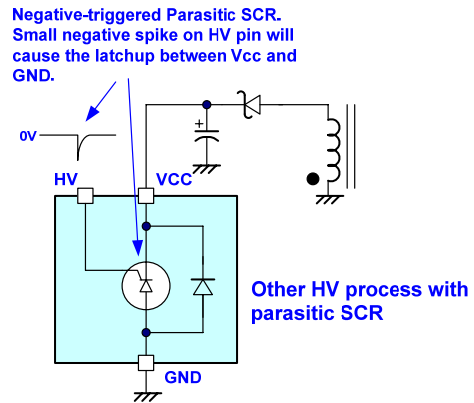 Negative-triggered Parasitic SCR.
Small negative spike on HV pin will
cause the latchup between Vcc and
GND.
0V
+
HV
VCC
Other HV process with
parasitic SCR
GND